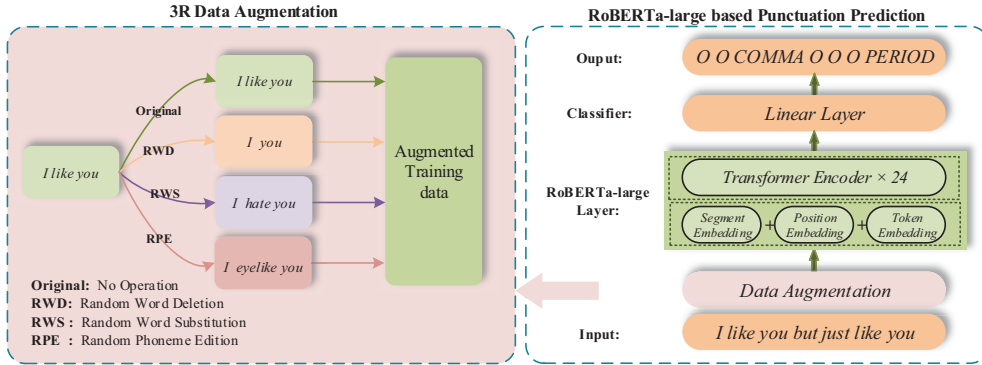 3R Data Augmentation
I like you
Original
RWD
RWS
RPE
I like you
I you
I hate you
I eyelike you
Augmented
Training
data
Original: No Operation
RWD: Random Word Deletion
RWS : Random Word Substitution
RPE : Random Phoneme Edition
RoBERTa-large based Punctuation Prediction
Ouput:
O O COMMA O O O PERIOD
Classifier:
Linear Layer
RoBERTa-large
Layer:
Transformer Encoder × 24
Segment
Embedding
+
Position
Embedding
+
Token
Embedding
Data Augmentation
Input:
I like you but just like you